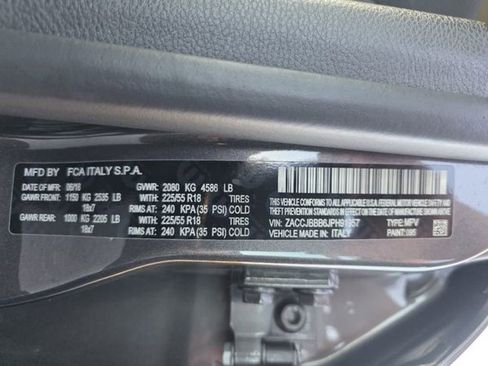 MFD BY FCA ITALY S.P.A.
DATE 06/18 GVWR: 2080 KG 4586 LB
GAWR FRONT: 1150 KG 2535 LB WITH: 225/55 R18 TIRES
18x7 RIMS AT: 240 KPA (35 PSI) COLD
GAWR REAR: 1000 KG 2205 LB WITH: 225/55 R18 TIRES
18x7 RIMS AT: 240 KPA (35 PSI) COLD
THIS VEHICLE CONFORMS TO ALL APPLICABLE U.S.A. FEDERAL
MOTOR VEHICLE SAFETY, BUMPER, AND THEFT PREVENTION
STANDARDS IN EFFECT ON THE DATE OF MANUFACTURE SHOWN ABOVE
VIN: TYPE: MPV
VEHICLE MADE IN: ITALY PAINT: